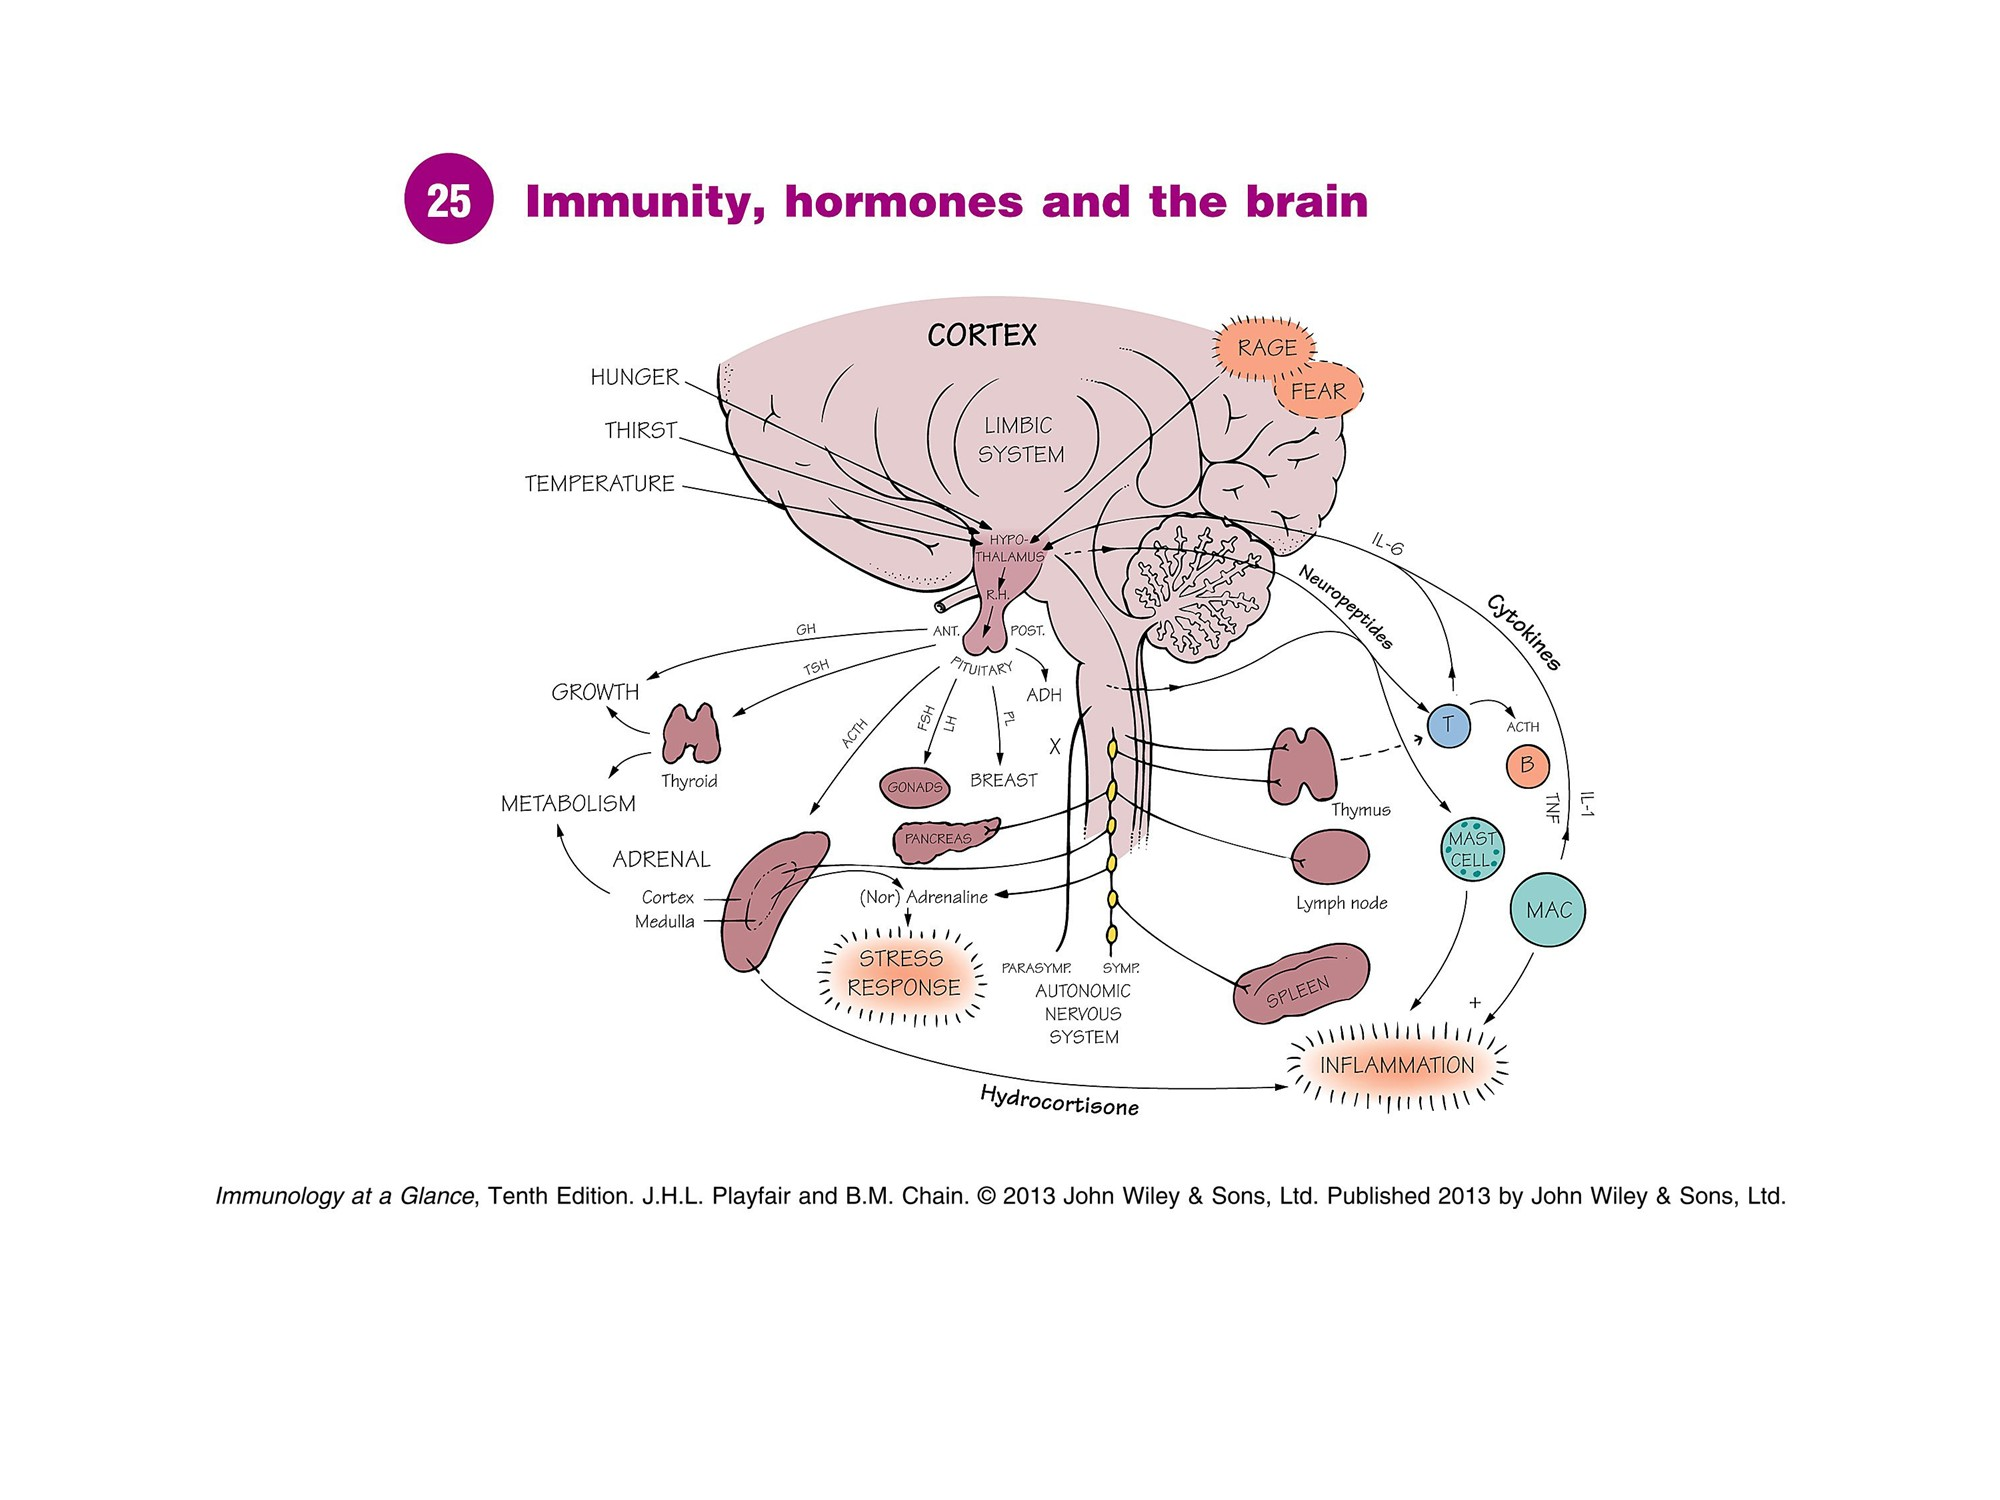 25
Immunity, hormones and the brain
CORTEX
RAGE
FEAR
HUNGER
THIRST
TEMPERATURE
LIMBIC
SYSTEM
HYPO-
THALAMUS
R.H.
ANT.
POST.
PITUITARY
IL-6
Neuropeptides
Cytokines
GH
TSH
ACTH
FSH
LH
PL
ADH
GROWTH
Thyroid
METABOLISM
GONADS
BREAST
PANCREAS
X
ADRENAL
Cortex
Medulla
(Nor) Adrenaline
STRESS
RESPONSE
PARASYMP.
SYMP.
AUTONOMIC
NERVOUS
SYSTEM
Thymus
Lymph node
SPLEEN
T
ACTH
B
TNF
IL-1
MAST
CELL
MAC
+
INFLAMMATION
Hydrocortisone
Immunology at a Glance, Tenth Edition. J.H.L. Playfair and B.M. Chain. © 2013 John Wiley & Sons, Ltd. Published 2013 by John Wiley & Sons, Ltd.